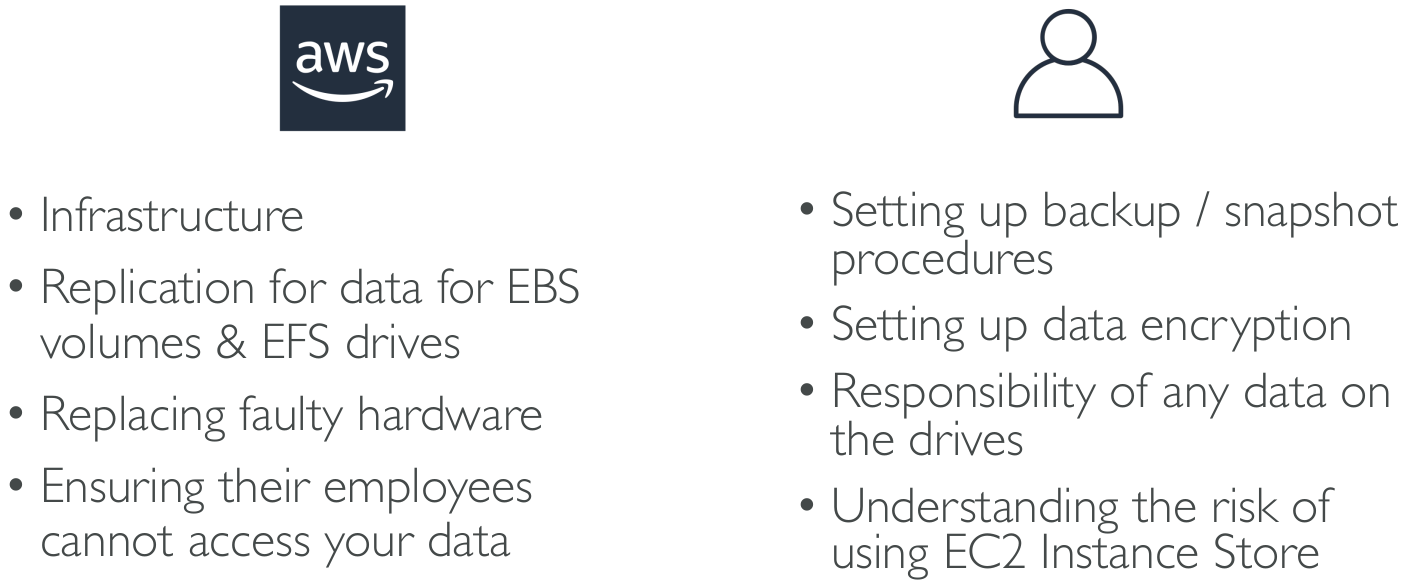 aws
• Infrastructure
• Replication for data for EBS
volumes & EFS drives
• Replacing faulty hardware
• Ensuring their employees
cannot access your data
• Setting up backup / snapshot
procedures
• Setting up data encryption
• Responsibility of any data on
the drives
• Understanding the risk of
using EC2 Instance Store